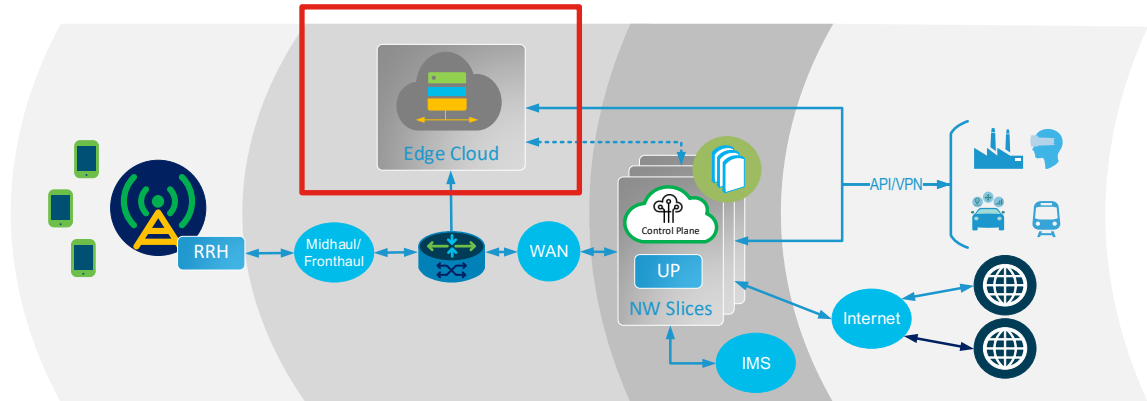 Edge Cloud
API/VPN
Control Plane
RRH
Midhaul/
Fronthaul
WAN
UP
NW Slices
Internet
IMS